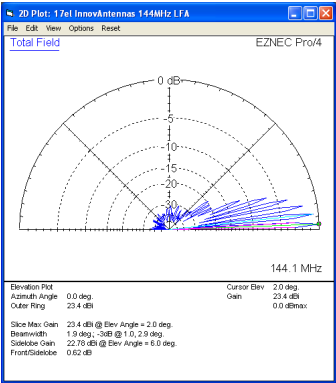 2D Plot: 17el InnovAntennas 144MHz LFA
File Edit View Options Reset
Total Field
EZNEC Pro/4
0 dB
-5
-10
-15
-20
-30
144.1 MHz
Elevation Plot
Azimuth Angle 0.0 deg.
Outer Ring 23.4 dBi
Cursor Elev 2.0 deg.
Gain 23.4 dBi
0.0 dBmax
Slice Max Gain 23.4 dBi @ Elev Angle = 2.0 deg.
Beamwidth 1.9 deg.; -3dB @ 1.0, 2.9 deg.
Sidelobe Gain 22.78 dBi @ Elev Angle = 6.0 deg.
Front/Sidelobe 0.62 dB